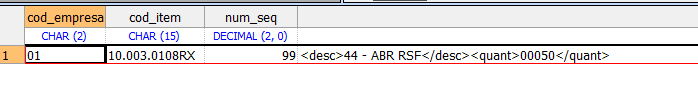 cod_empresa cod_item num_seq
CHAR (2) CHAR (15) DECIMAL (2, 0)
1 01 10.003.0108RX 99 <desc>44 - ABR RSF</desc><quant>00050</quant>